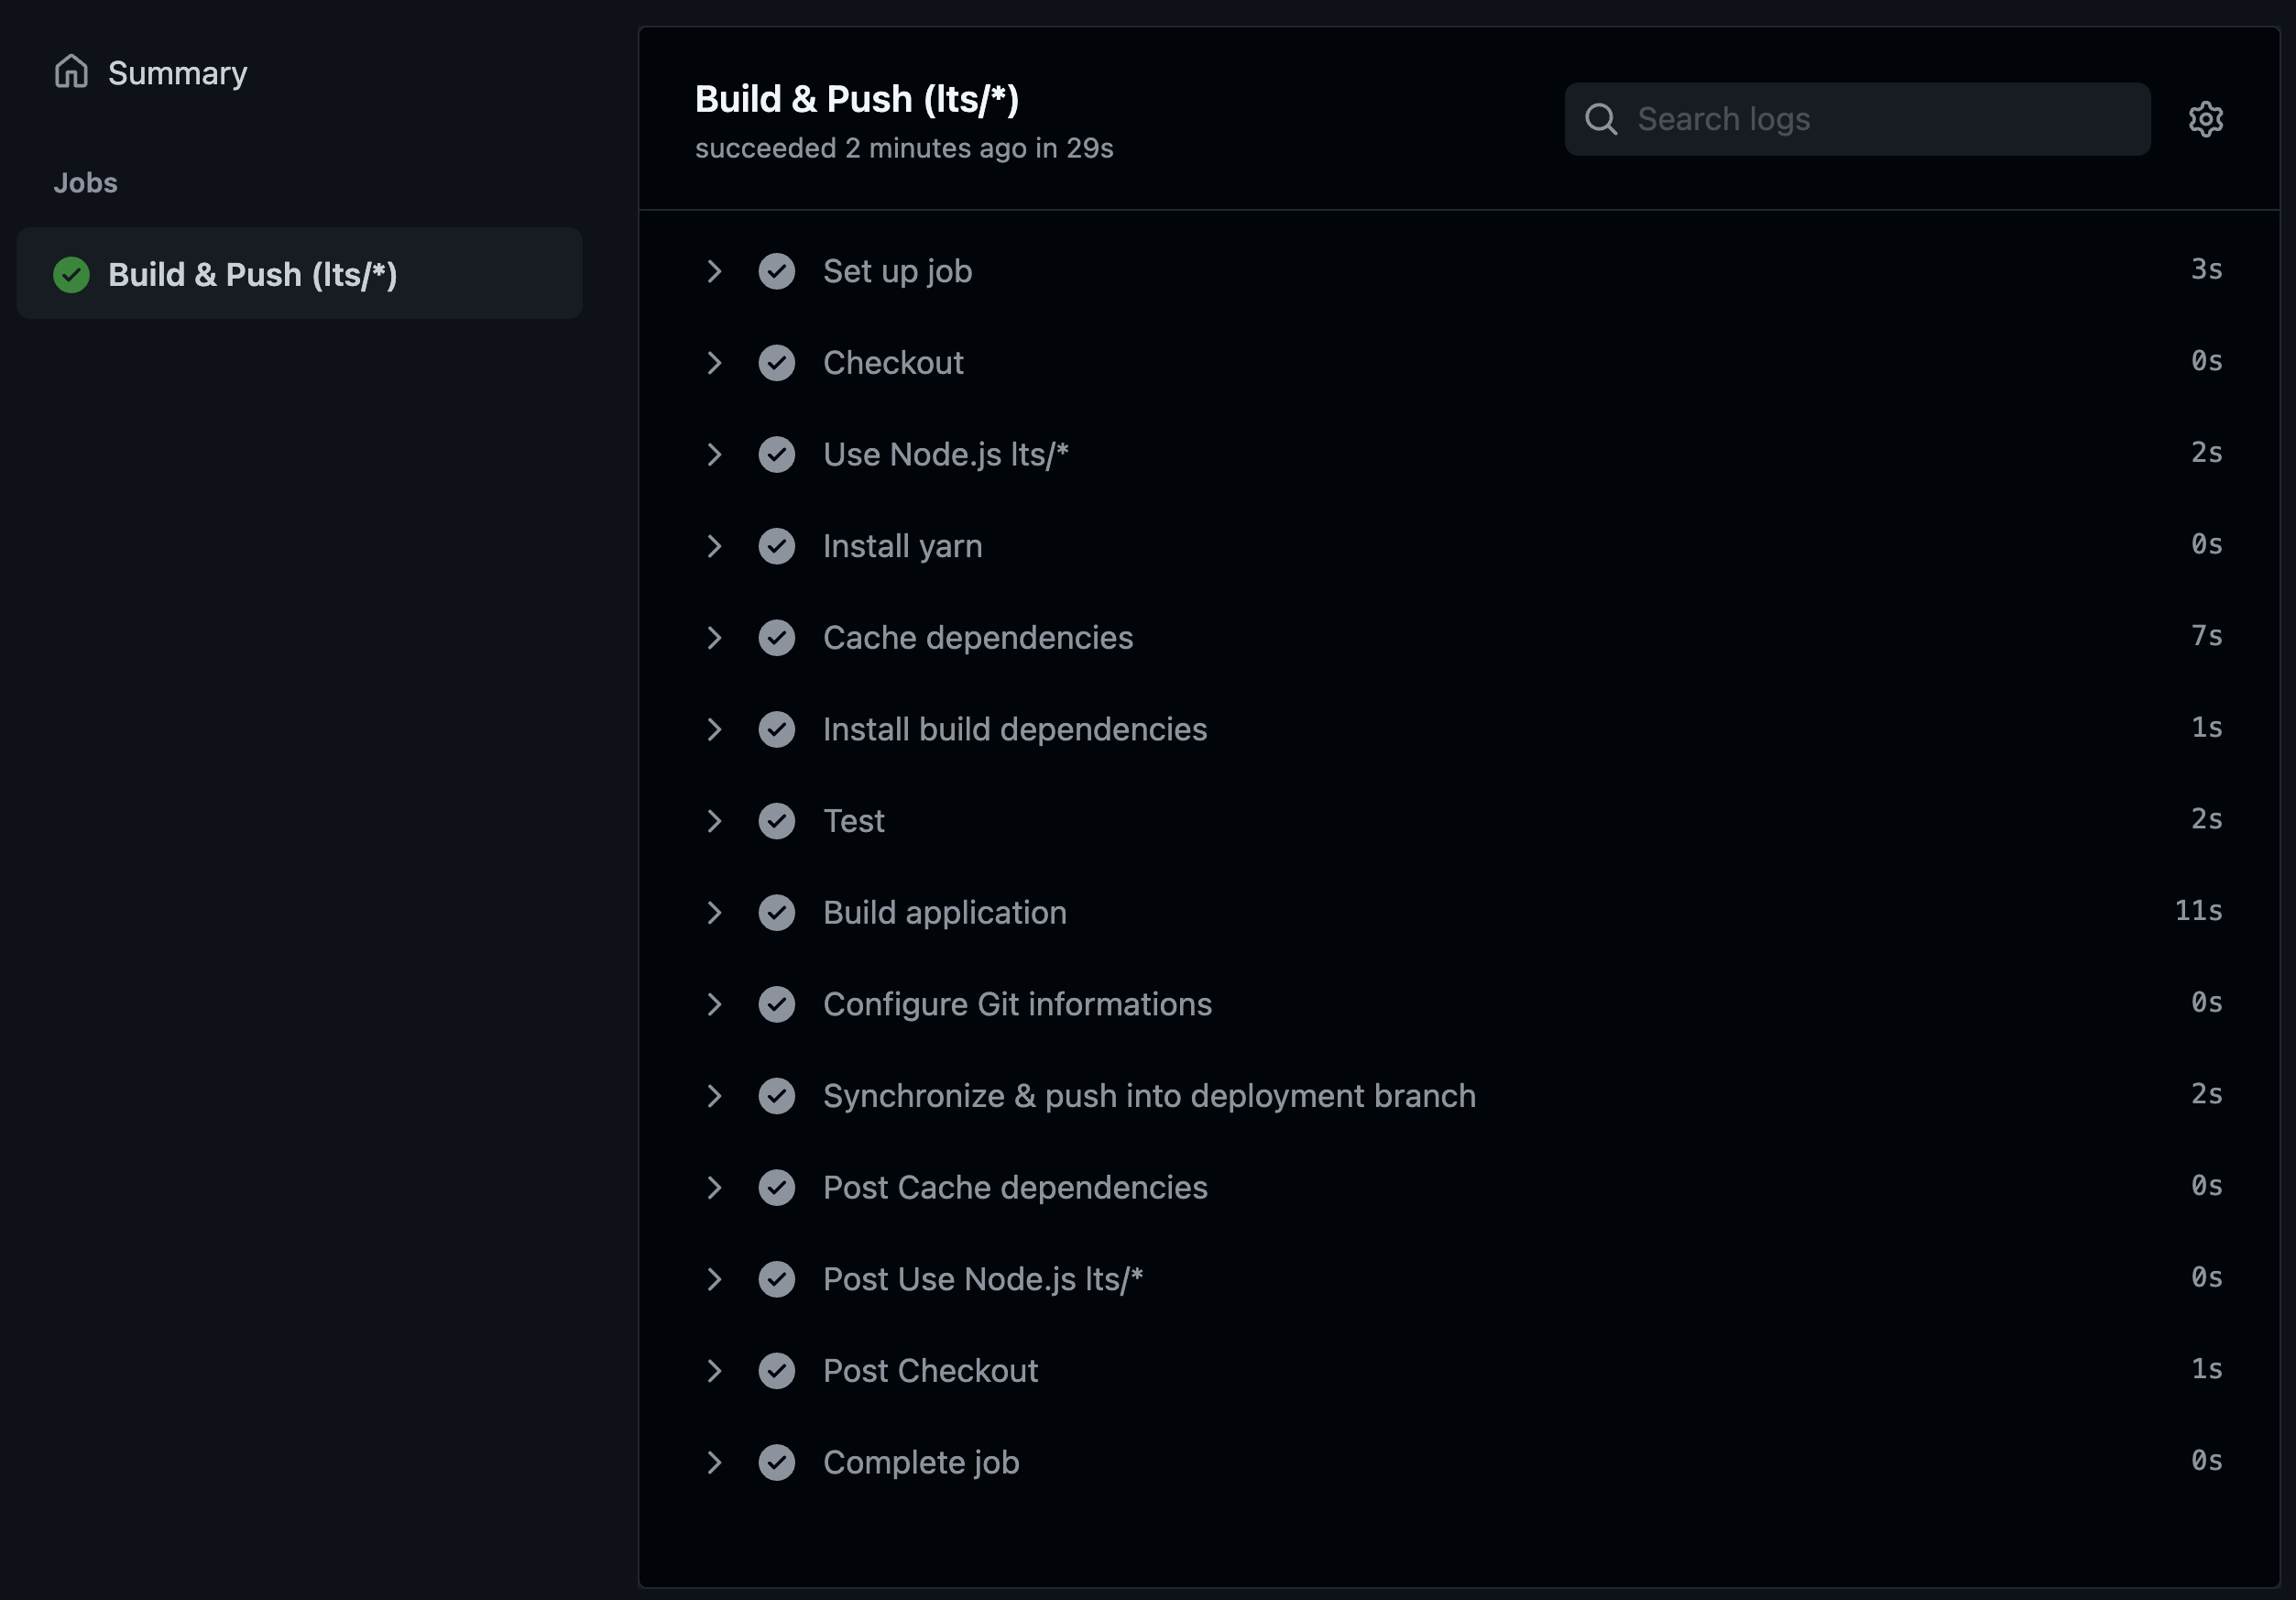 Summary
Jobs
Build & Push (lts/*)
Build & Push (lts/*)
succeeded 2 minutes ago in 29s
Search logs
Set up job 3s
Checkout 0s
Use Node.js lts/* 2s
Install yarn 0s
Cache dependencies 7s
Install build dependencies 1s
Test 2s
Build application 11s
Configure Git informations 0s
Synchronize & push into deployment branch 2s
Post Cache dependencies 0s
Post Use Node.js lts/* 0s
Post Checkout 1s
Complete job 0s